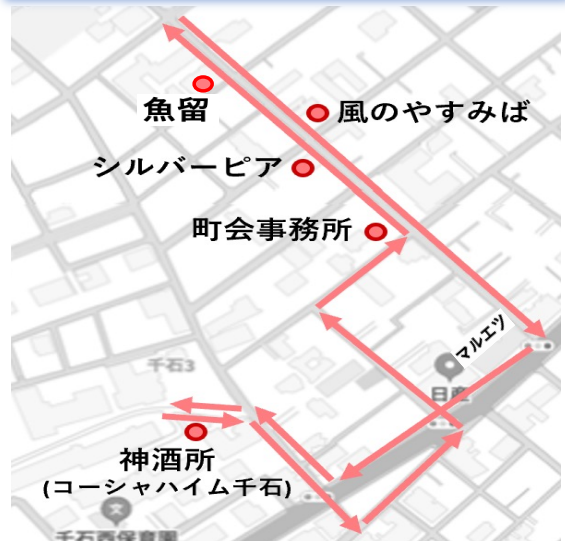 魚留
風のやすみば
シルバーピア
町会事務所
マルエツ
千石3
日産
神酒所
(コーシャハイム千石)
千石西保育園